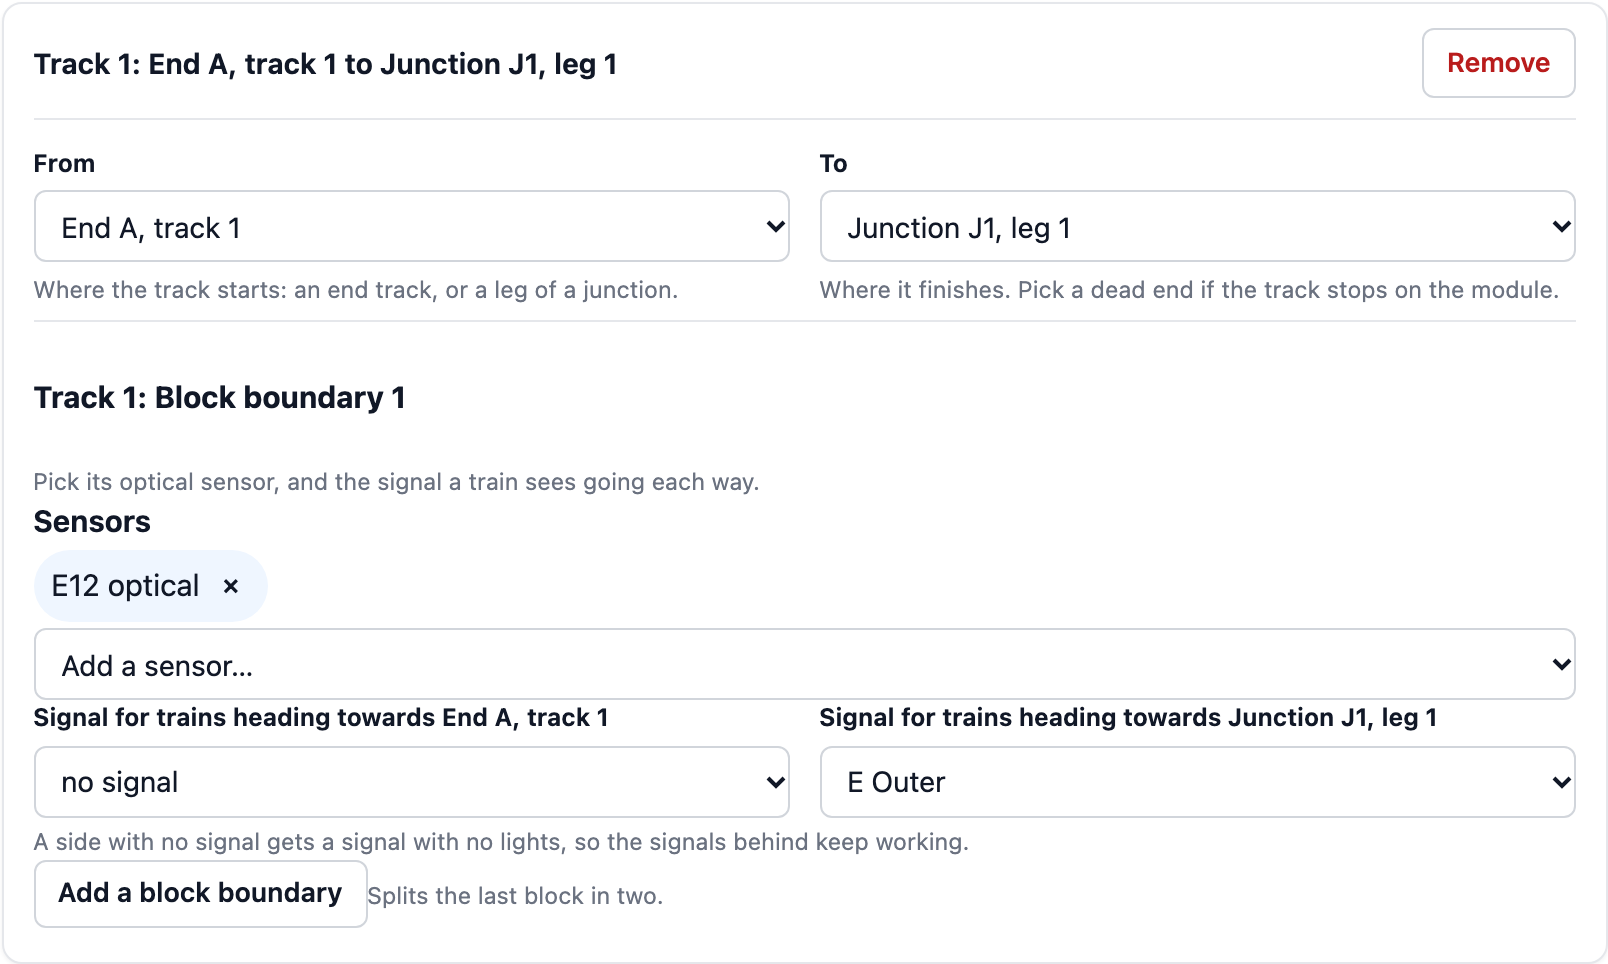 Track 1: End A, track 1 to Junction J1, leg 1
Remove
From
To
End A, track 1
Junction J1, leg 1
Where the track starts: an end track, or a leg of a junction.
Where it finishes. Pick a dead end if the track stops on the module.
Track 1: Block boundary 1
Pick its optical sensor, and the signal a train sees going each way.
Sensors
E12 optical ×
Add a sensor...
Signal for trains heading towards End A, track 1
Signal for trains heading towards Junction J1, leg 1
no signal
E Outer
A side with no signal gets a signal with no lights, so the signals behind keep working.
Add a block boundary
Splits the last block in two.